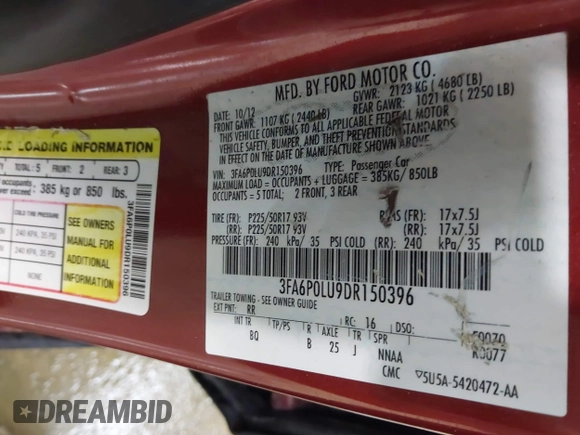 MFD. BY FORD MOTOR CO.
DATE: 10/12 GVWR: 2123 KG ( 4680 LB)
FRONT GAWR: 1107 KG ( 2440 LB) REAR GAWR: 1021 KG ( 2250 LB)
THIS VEHICLE CONFORMS TO ALL APPLICABLE FEDERAL MOTOR
VEHICLE SAFETY, BUMPER, AND THEFT PREVENTION STANDARDS
IN EFFECT ON THE DATE OF MANUFACTURE SHOWN ABOVE.
VIN: 3FA6P0LU9DR150396 TYPE: Passenger Car
MAXIMUM LOAD = OCCUPANTS + LUGGAGE = 385KG/ 850LB
OCCUPANTS = 5 TOTAL; 2 FRONT, 3 REAR
TIRE (FR): P225/50R17 93V RIMS (FR): 17x7.5J
(RR): P225/50R17 93V (RR): 17x7.5J
PRESSURE (FR): 240 kPa/ 35 PSI COLD (RR): 240 kPa/ 35 PSI COLD
3FA6P0LU9DR150396
TRAILER TOWING - SEE OWNER GUIDE
EXT PNT: RR RC: 16 DSO:
INT TR TP/PS R AXLE TR SPR
BQ B 25 J NNAA
CMC 5U5A-5420472-AA
LOADING INFORMATION
TOTAL: 5 FRONT: 2 REAR: 3
exceed: 385 kg or 850 lbs.
COLD TIRE PRESSURE
240 KPA, 35 PSI
240 KPA, 35 PSI
NONE
SEE OWNERS
MANUAL FOR
ADDITIONAL
INFORMATION
3FA6P0LU9DR150396
DREAMBID